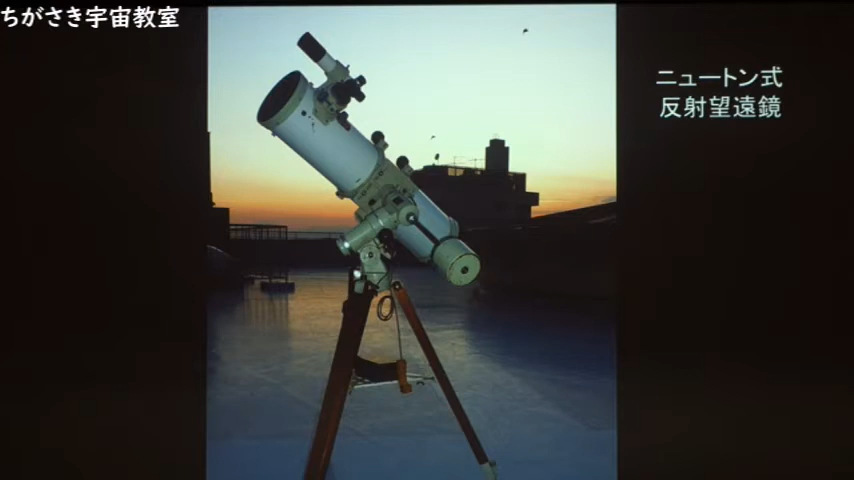 ちがさき宇宙教室
ニュートン式
反射望遠鏡